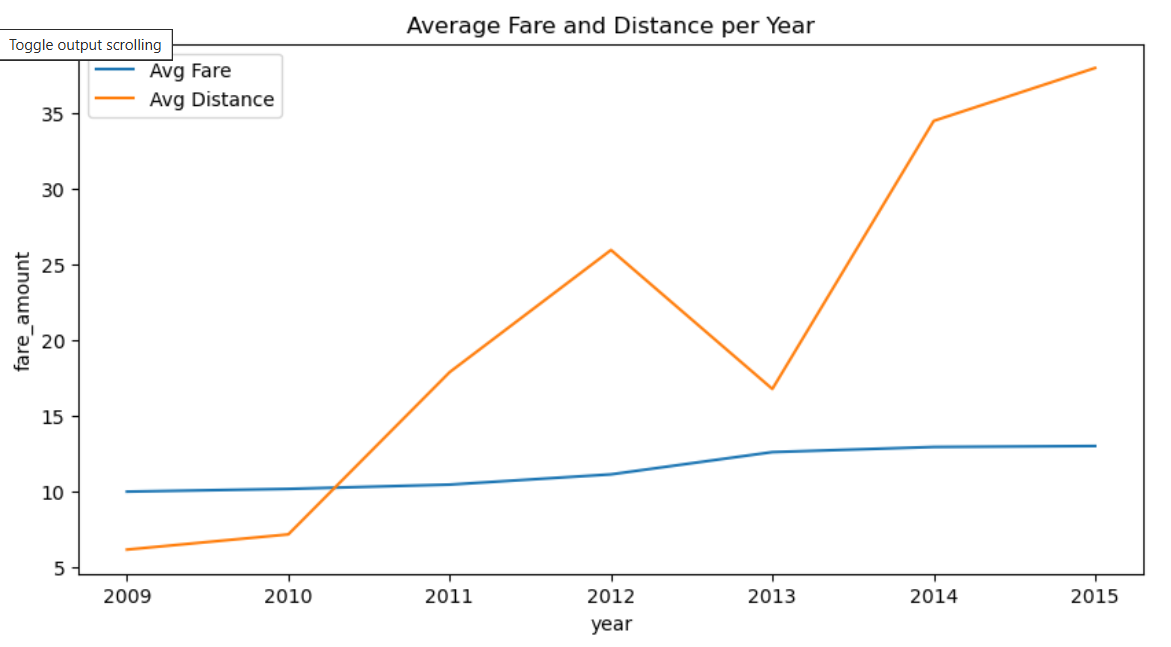 Average Fare and Distance per Year
Toggle output scrolling
Avg Fare
Avg Distance
35
30
25
20
15
10
5
fare_amount
2009 2010 2011 2012 2013 2014 2015
year